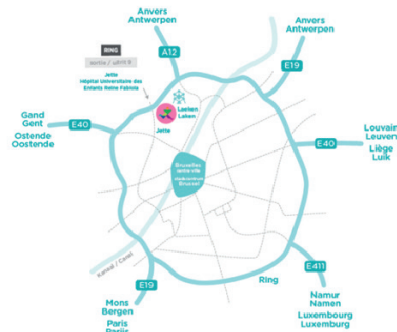 Anvers
Antwerpen
Anvers
Antwerpen
RING
A12
E19
Jette
Hôpital Universitaire des
Enfants Reine Fabiola
Laeken
Laken
Jette
Gand
Gent
E40
Ostende
Oostende
Louvain
Leuven
E40
Liège
Luik
Bruxelles
Brussel
Kanaal / Canal
Ring
E19
E411
Mons
Bergen
Paris
Parijs
Namur
Namen
Luxembourg
Luxemburg